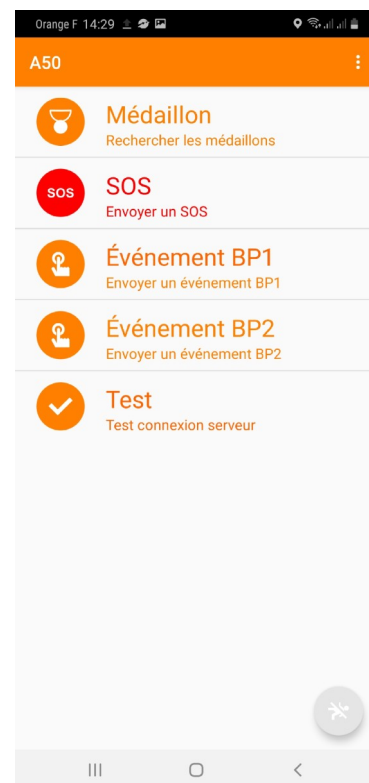 Orange F 14:29
A50
Médaillon
Rechercher les médaillons
SOS
SOS
Envoyer un SOS
Événement BP1
Envoyer un événement BP1
Événement BP2
Envoyer un événement BP2
Test
Test connexion serveur